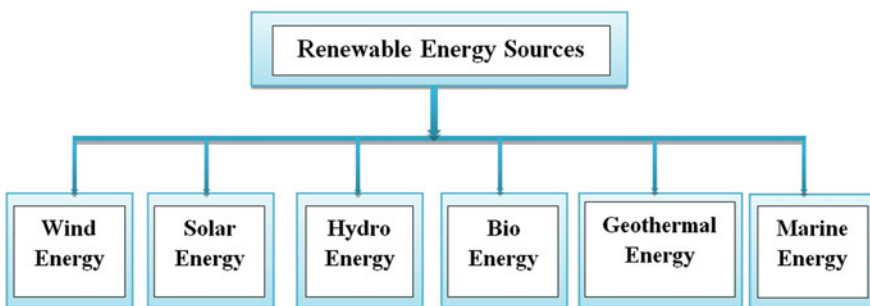 Renewable Energy Sources
Wind
Energy
Solar
Energy
Hydro
Energy
Bio
Energy
Geothermal
Energy
Marine
Energy